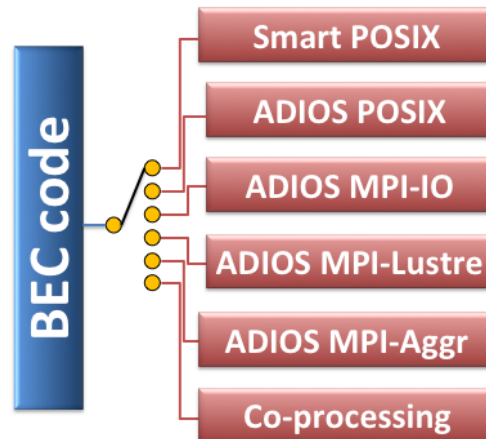 BEC code
Smart POSIX
ADIOS POSIX
ADIOS MPI-IO
ADIOS MPI-Lustre
ADIOS MPI-Aggr
Co-processing